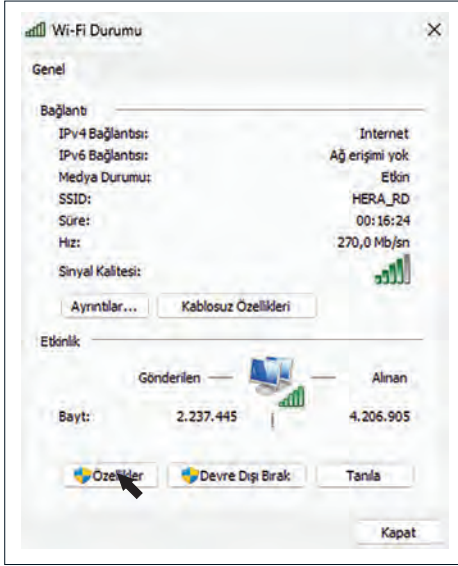 Wi-Fi Durumu
Genel
Bağlantı
IPv4 Bağlantısı: Internet
IPv6 Bağlantısı: Ağ erişimi yok
Medya Durumu: Etkin
SSID: HERA_RD
Süre: 00:16:24
Hız: 270,0 Mb/sn
Sinyal Kalitesi:
Ayrıntılar... Kablosuz Özellikleri
Etkinlik
Gönderilen Alınan
Bayt: 2.237.445 4.206.905
Özellikler Devre Dışı Bırak Tanıla
Kapat